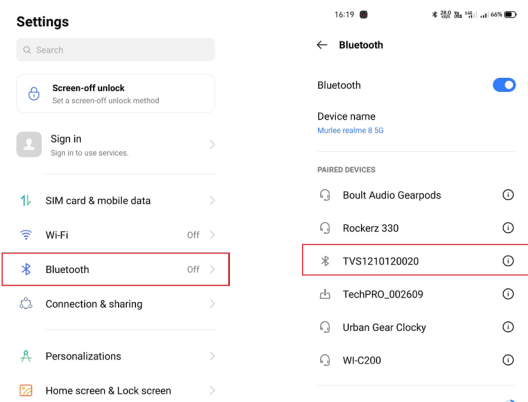 Settings
Search
Screen-off unlock
Set a screen-off unlock method
Sign in
Sign in to use services.
SIM card & mobile data
Wi-Fi Off
Bluetooth Off
Connection & sharing
Personalizations
Home screen & Lock screen
16:19 66%
Bluetooth
Bluetooth
Device name
Murlee realme 8 5G
PAIRED DEVICES
Boult Audio Gearpods
Rockerz 330
TVS1210120020
TechPRO_002609
Urban Gear Clocky
WI-C200